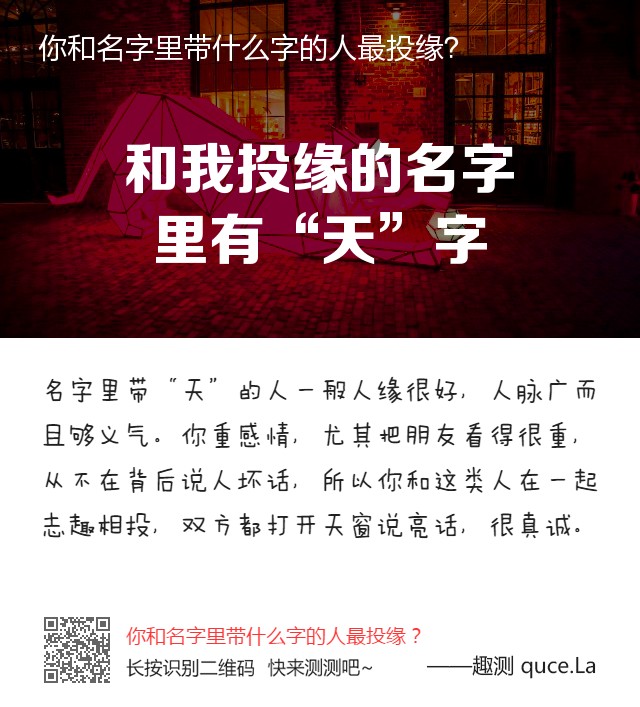 你和名字里带什么字的人最投缘？
和我投缘的名字
里有“天”字
名字里带“天”的人一般人缘很好，人脉广而
且够义气。你重感情，尤其把朋友看得很重，
从不在背后说人坏话，所以你和这类人在一起
志趣相投，双方都打开天窗说亮话，很真诚。
你和名字里带什么字的人最投缘？
长按识别二维码 快来测测吧~ ——趣测 quce.La